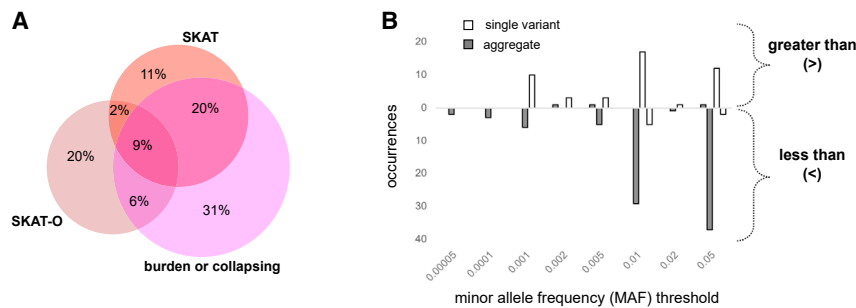 A
SKAT
11%
2%
20%
9%
20%
6%
31%
SKAT-O
burden or collapsing
B
single variant
aggregate
20
10
0
10
20
30
40
occurrences
0.00005
0.0001
0.001
0.002
0.005
0.01
0.02
0.05
minor allele frequency (MAF) threshold
greater than
(>)
less than
(<)